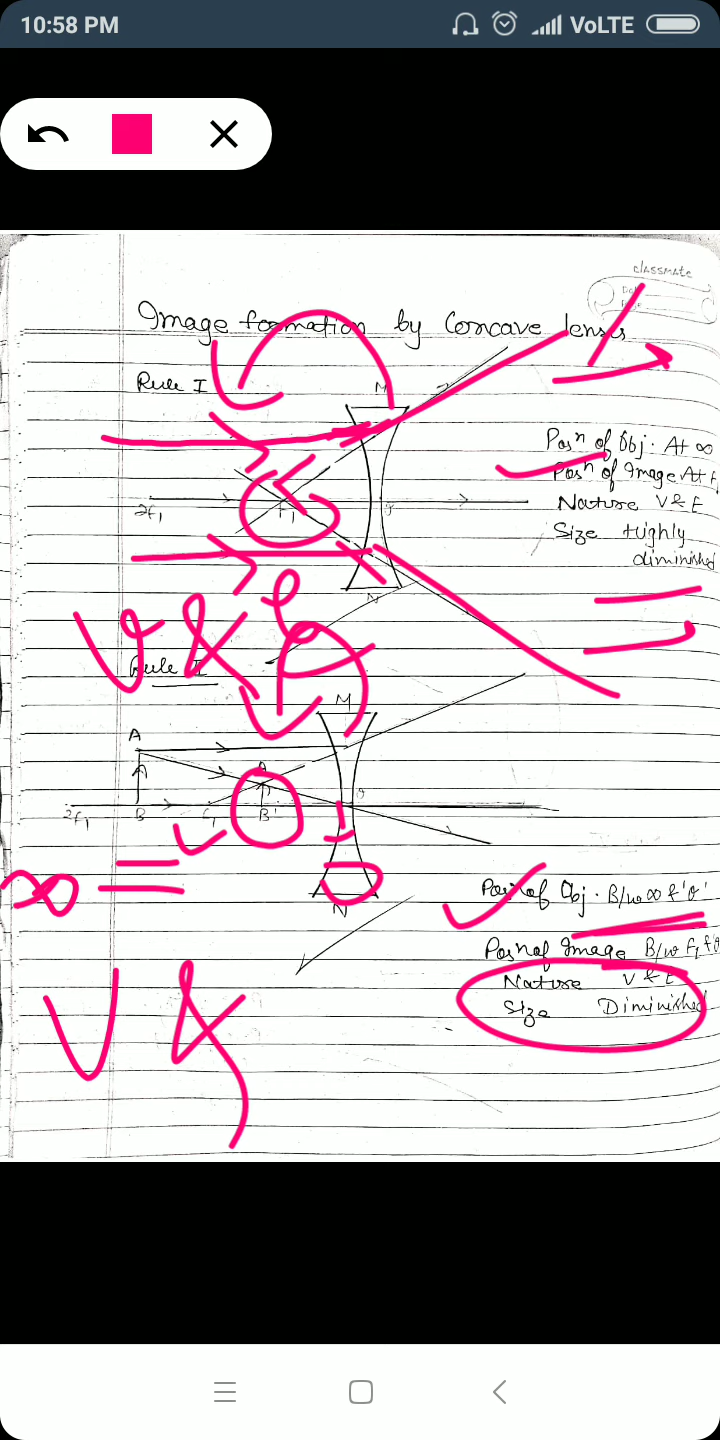 10:58 PM
VoLTE
classmate
Image formation by Concave lenses
Rule I
M
Posn of Obj: At ∞
Posn of Image At F1
2F1
F1
Nature V & E
Size Highly
diminished
N
V & E
Rule II
M
A
A
2F1 B F1 B'
∞
N
Posn of Obj. B/w ∞ & 'O'
Posn of Image B/w F1 & 'O'
Nature V & E
Size Diminished
V &